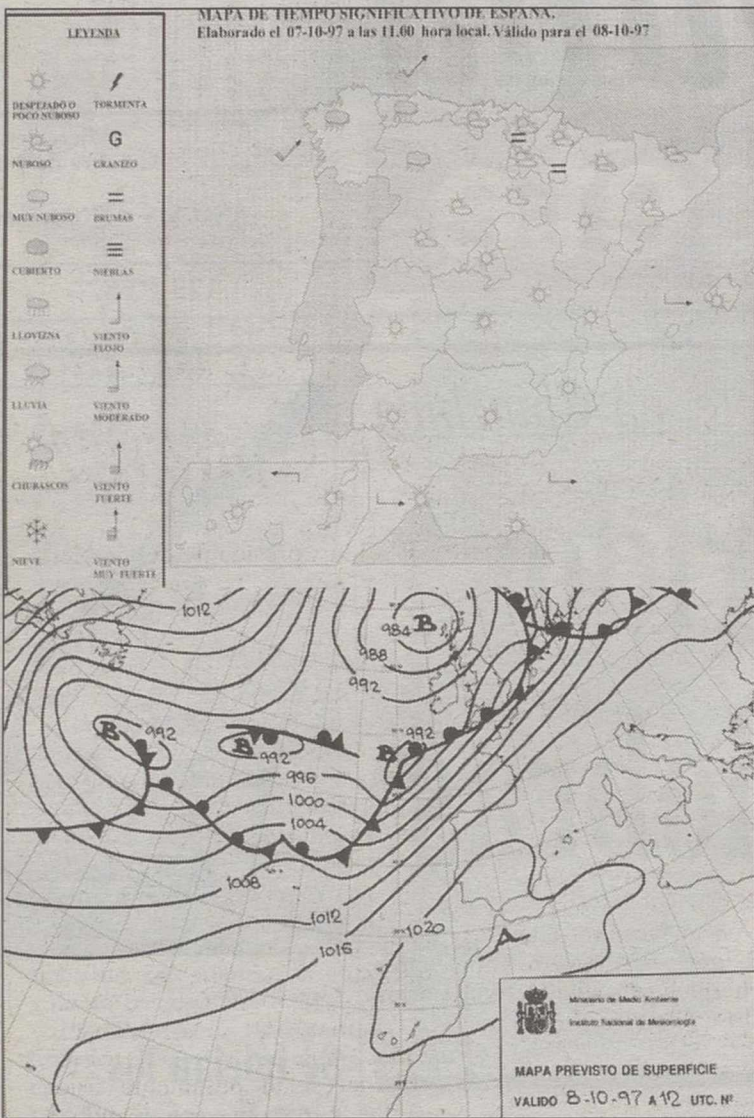 MAPA DE TIEMPO SIGNIFICATIVO DE ESPAÑA.
Elaborado el 07-10-97 a las 11.00 hora local. Válido para el 08-10-97
LEYENDA
DESPEJADO O
POCO NUBOSO
TORMENTA
G
NUBOSO
GRANIZO
MUY NUBOSO
BRUMAS
CUBIERTO
NIEBLAS
LLOVIZNA
VIENTO
FLOJO
LLUVIA
VIENTO
MODERADO
CHUBASCOS
VIENTO
FUERTE
NIEVE
VIENTO
MUY FUERTE
1012
984 B
988
992
B 992
B 992
B 992
996
1000
1004
1008
1012
1016
1020
A
Ministerio de Medio Ambiente
Instituto Nacional de Meteorología
MAPA PREVISTO DE SUPERFICIE
VALIDO 8-10-97 A 12 UTC. Nº